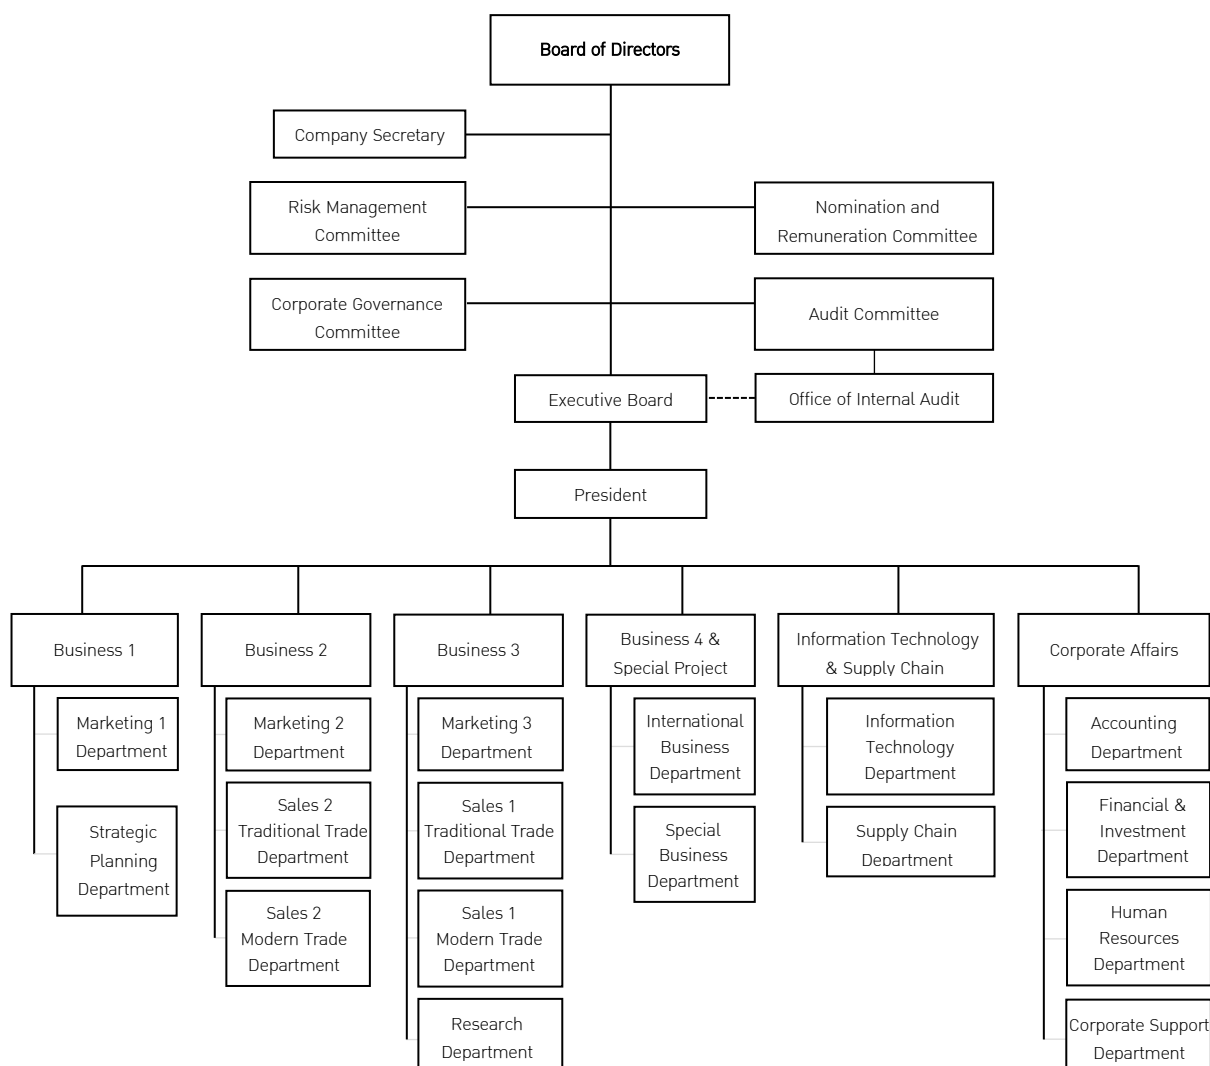 Board of Directors
Company Secretary
Risk Management
Committee
Nomination and
Remuneration Committee
Corporate Governance
Committee
Audit Committee
Executive Board
Office of Internal Audit
President
Business 1
Business 2
Business 3
Business 4 &
Special Project
Information Technology
& Supply Chain
Corporate Affairs
Marketing 1
Department
Strategic
Planning
Department
Marketing 2
Department
Sales 2
Traditional Trade
Department
Sales 2
Modern Trade
Department
Marketing 3
Department
Sales 1
Traditional Trade
Department
Sales 1
Modern Trade
Department
Research
Department
International
Business
Department
Special
Business
Department
Information
Technology
Department
Supply Chain
Department
Accounting
Department
Financial &
Investment
Department
Human
Resources
Department
Corporate Support
Department